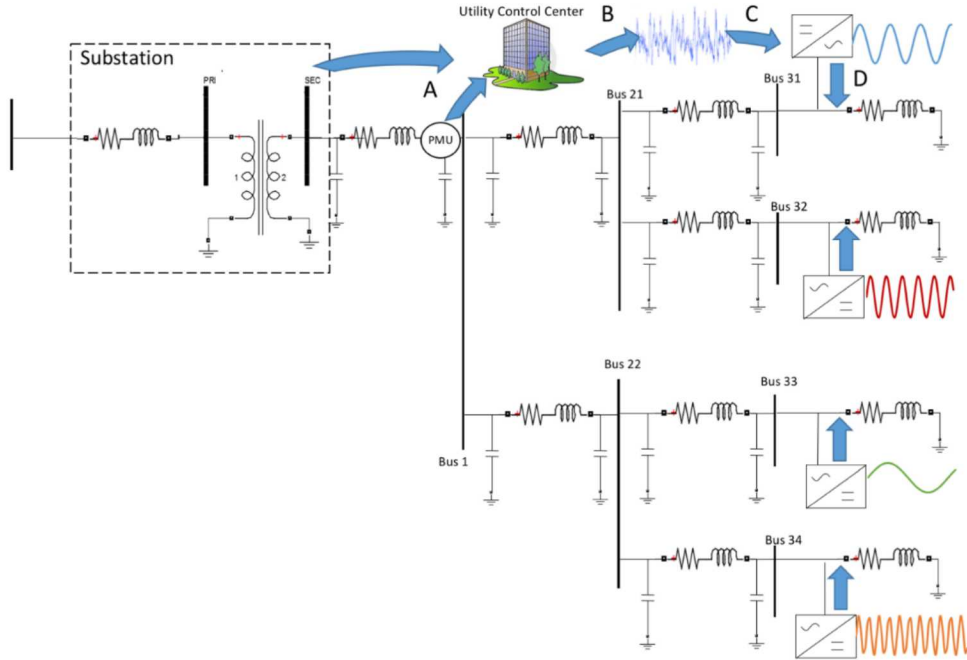 Utility Control Center
B
C
Substation
PRI
SEC
A
D
Bus 21
Bus 31
PMU
1
2
Bus 32
Bus 22
Bus 33
Bus 1
Bus 34